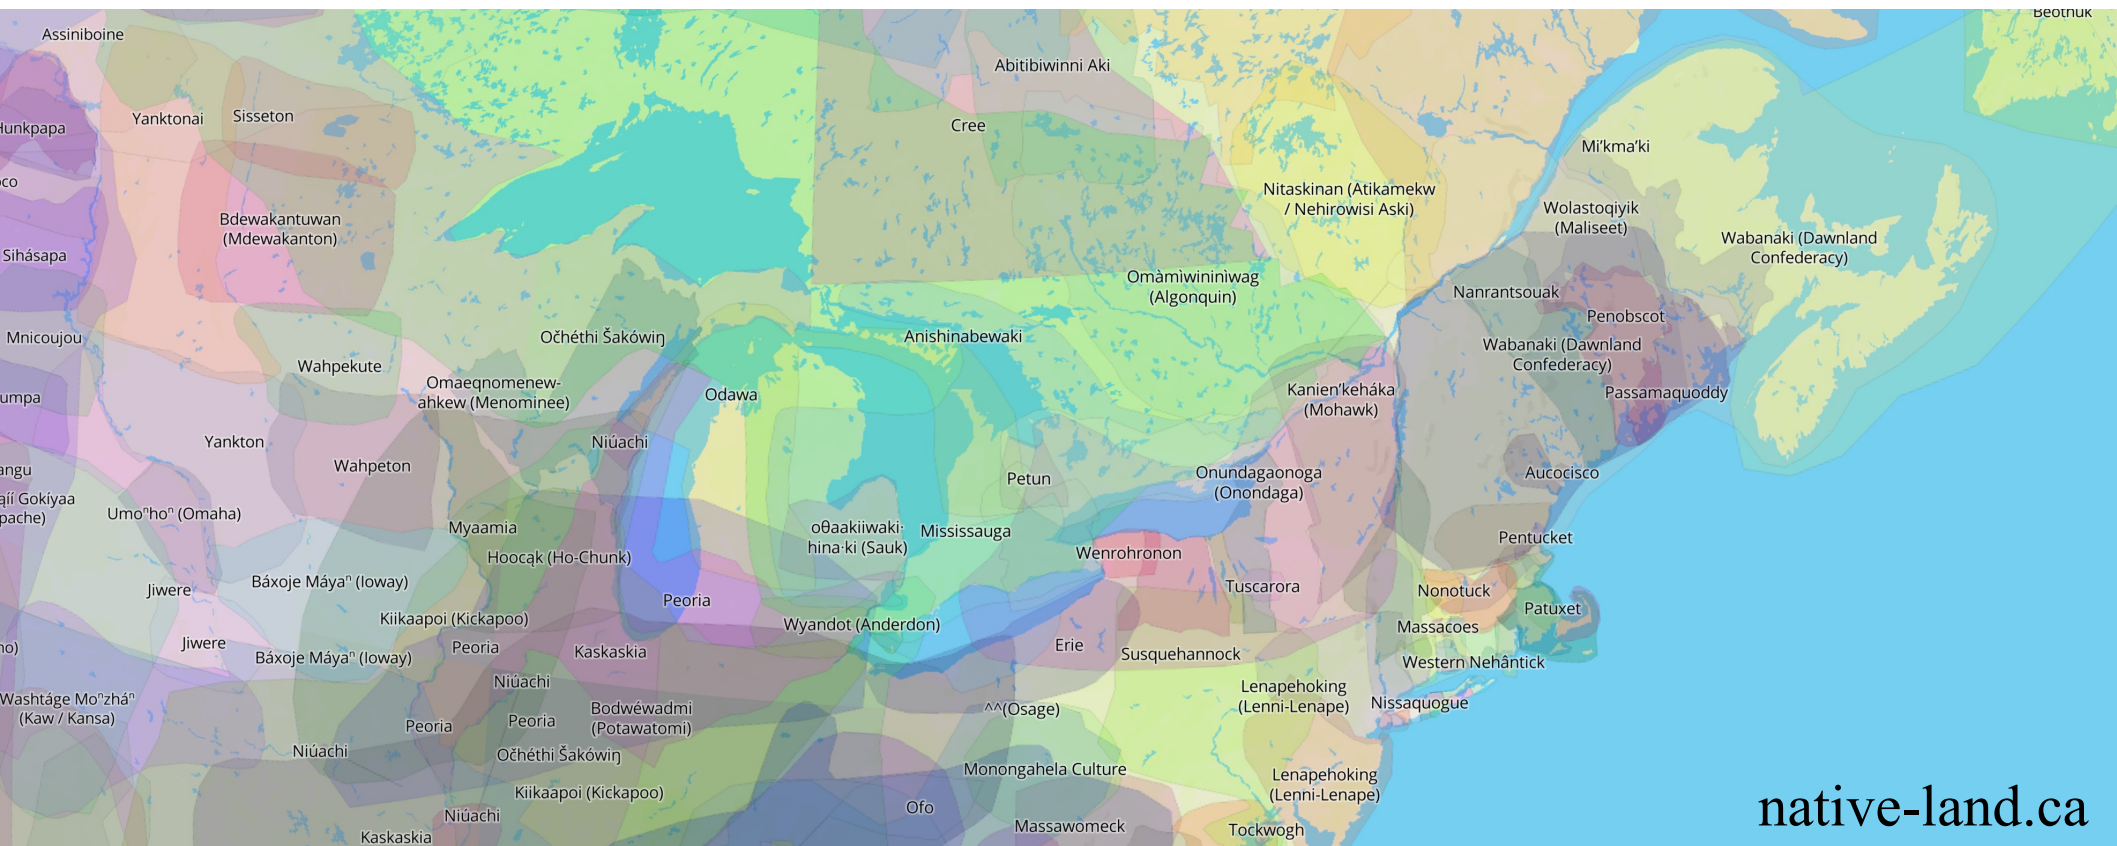 Beothuk
Assiniboine
Abitibiwinni Aki
Yanktonai
Sisseton
Hunkpapa
Cree
Mi’kma’ki
Nitaskinan (Atikamekw
/ Nehirowisi Aski)
Wolastoqiyik
(Maliseet)
Bdewakantuwan
(Mdewakanton)
Wabanaki (Dawnland
Confederacy)
Sihásapa
Omàmìwininìwag
(Algonquin)
Nanrantsouak
Penobscot
Mnicoujou
Očhéthi Šakówiŋ
Anishinabewaki
Wabanaki (Dawnland
Confederacy)
Wahpekute
Omaeqnomenew-
ahkew (Menominee)
Odawa
Kanien’kehá꞉ka
(Mohawk)
Passamaquoddy
umpa
Yankton
Niúachi
Wahpeton
angu
Petun
Onundagaonoga
(Onondaga)
Aucocisco
ąíí Gokíyaa
pache)
Umoⁿhoⁿ (Omaha)
Myaamia
oθaakiiwaki·
hina·ki (Sauk)
Mississauga
Pentucket
Hoocąk (Ho-Chunk)
Wenrohronon
Báxoje Máyaⁿ (Ioway)
Jiwere
Peoria
Tuscarora
Nonotuck
Patuxet
Kiikaapoi (Kickapoo)
Wyandot (Anderdon)
Massacoes
Jiwere
Peoria
Kaskaskia
Erie
Susquehannock
Báxoje Máyaⁿ (Ioway)
Western Nehântick
Niúachi
Washtáge Moⁿzháⁿ
(Kaw / Kansa)
Lenapehoking
(Lenni-Lenape)
Nissaquogue
^^(Osage)
Bodwéwadmi
(Potawatomi)
Peoria
Peoria
Niúachi
Očhéthi Šakówiŋ
Monongahela Culture
Lenapehoking
(Lenni-Lenape)
Kiikaapoi (Kickapoo)
Ofo
native-land.ca
Niúachi
Massawomeck
Tockwogh
Kaskaskia